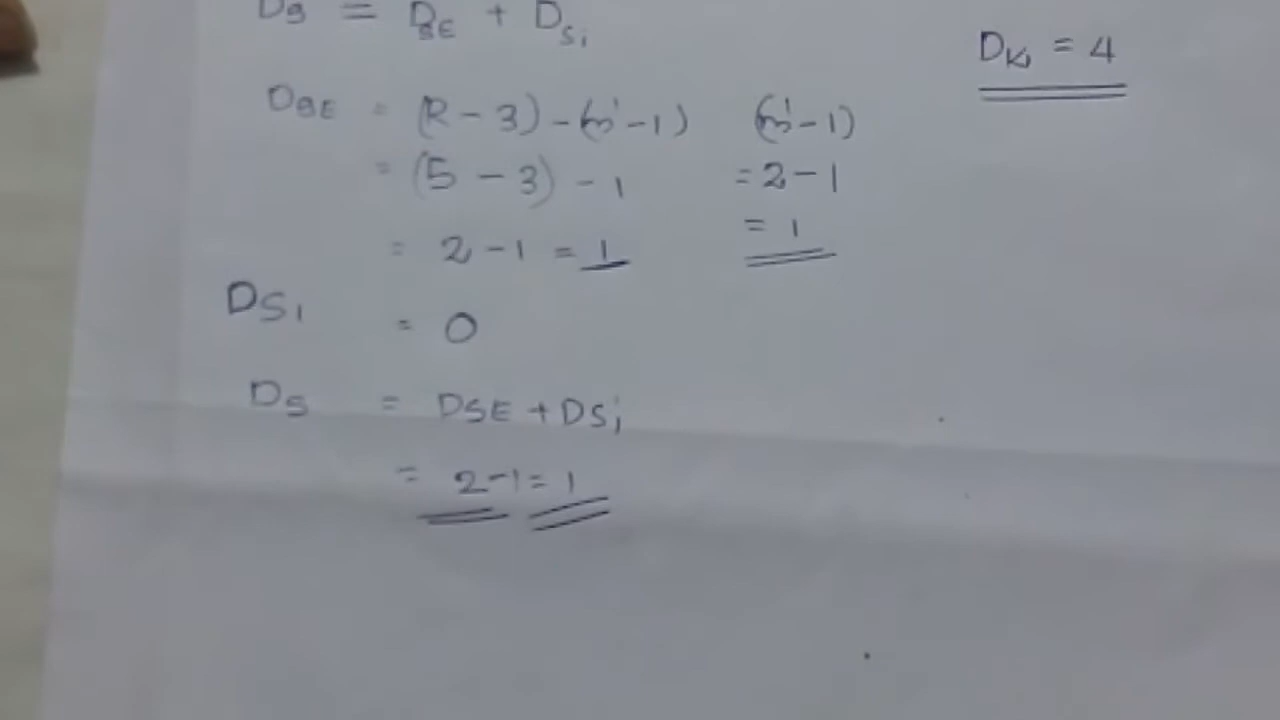 Ds = DSE + Dsi
DK = 4
DSE = (R - 3) - (m' - 1) (m' - 1)
= (5 - 3) - 1 = 2 - 1
= 2 - 1 = 1 = 1
DSi = 0
Ds = DSE + DSi
= 2 - 1 = 1